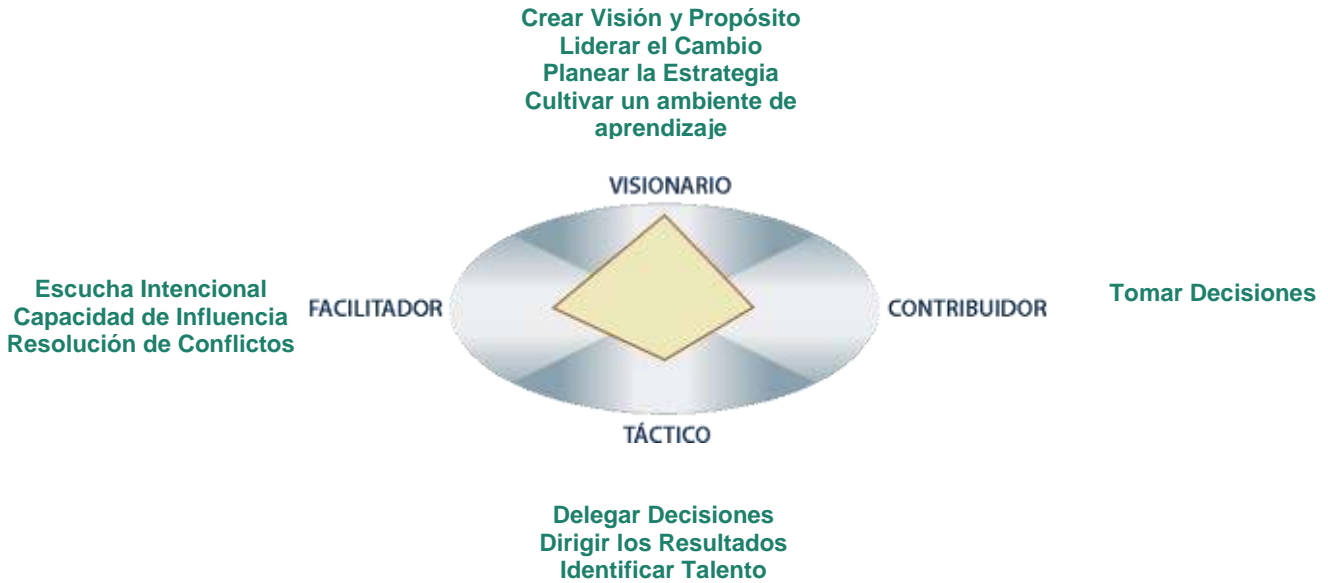 Crear Visión y Propósito
Liderar el Cambio
Planear la Estrategia
Cultivar un ambiente de
aprendizaje
VISIONARIO
Escucha Intencional
Capacidad de Influencia
Resolución de Conflictos
FACILITADOR
CONTRIBUIDOR
Tomar Decisiones
TÁCTICO
Delegar Decisiones
Dirigir los Resultados
Identificar Talento